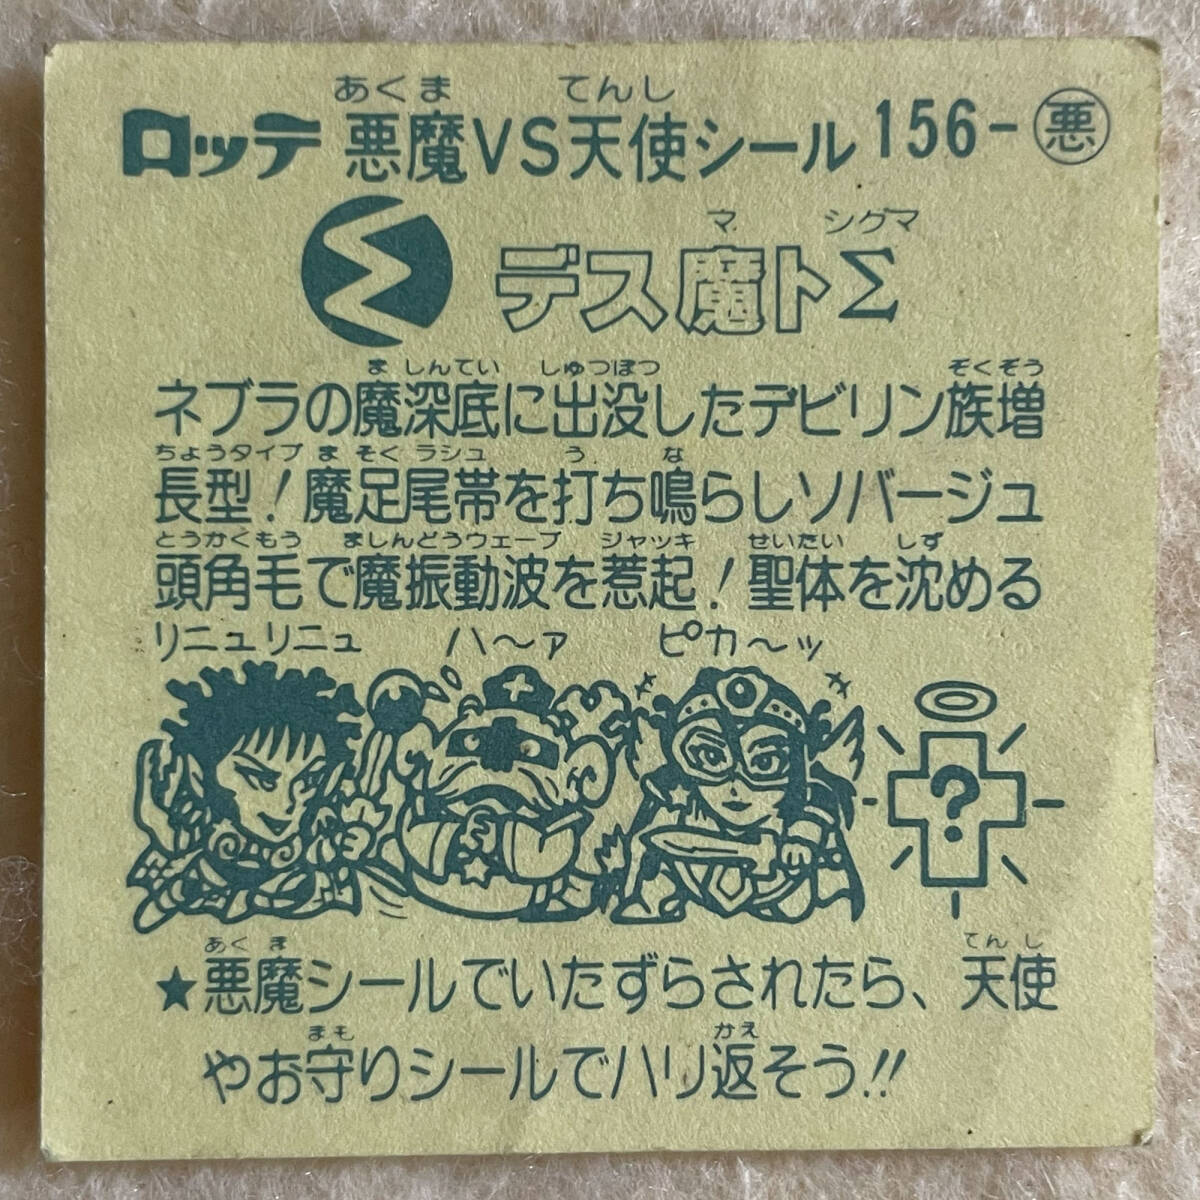 あくま てんし
ロッテ 悪魔VS天使シール 156-悪
マ シグマ
デス魔トΣ
ま しんてい しゅつぼつ ぞくぞう
ネブラの魔深底に出没したデビリン族増
ちょうタイプ ま そく ラシュ う な
長型！魔足尾帯を打ち鳴らしソバージュ
とうかくもう ましんどうウェーブ ジャッキ せいたい しず
頭角毛で魔振動波を惹起！聖体を沈める
リニュリニュ ハ〜ァ ピカ〜ッ
?
あく ま てん し
★悪魔シールでいたずらされたら、天使
まも かえ
やお守りシールでハリ返そう!!